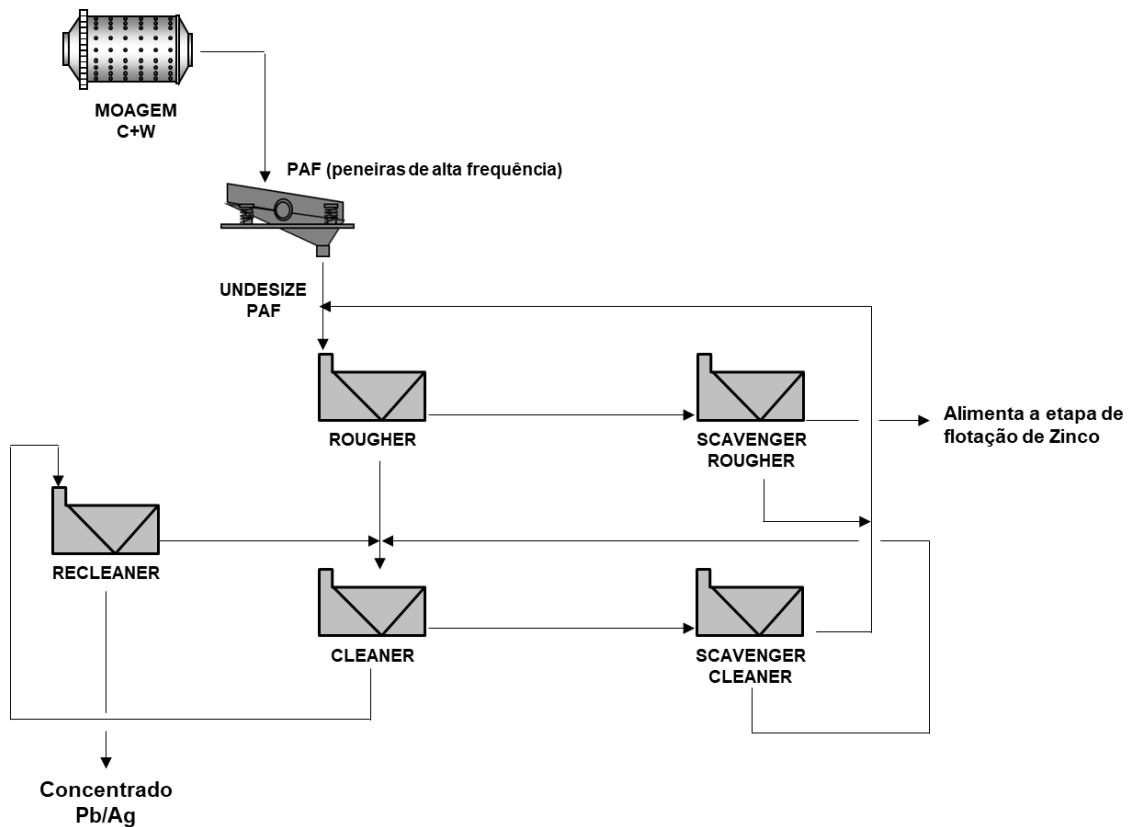 MOAGEM
C+W
PAF (peneiras de alta frequência)
UNDESIZE
PAF
ROUGHER
SCAVENGER
ROUGHER
Alimenta a etapa de
flotação de Zinco
RECLEANER
CLEANER
SCAVENGER
CLEANER
Concentrado
Pb/Ag